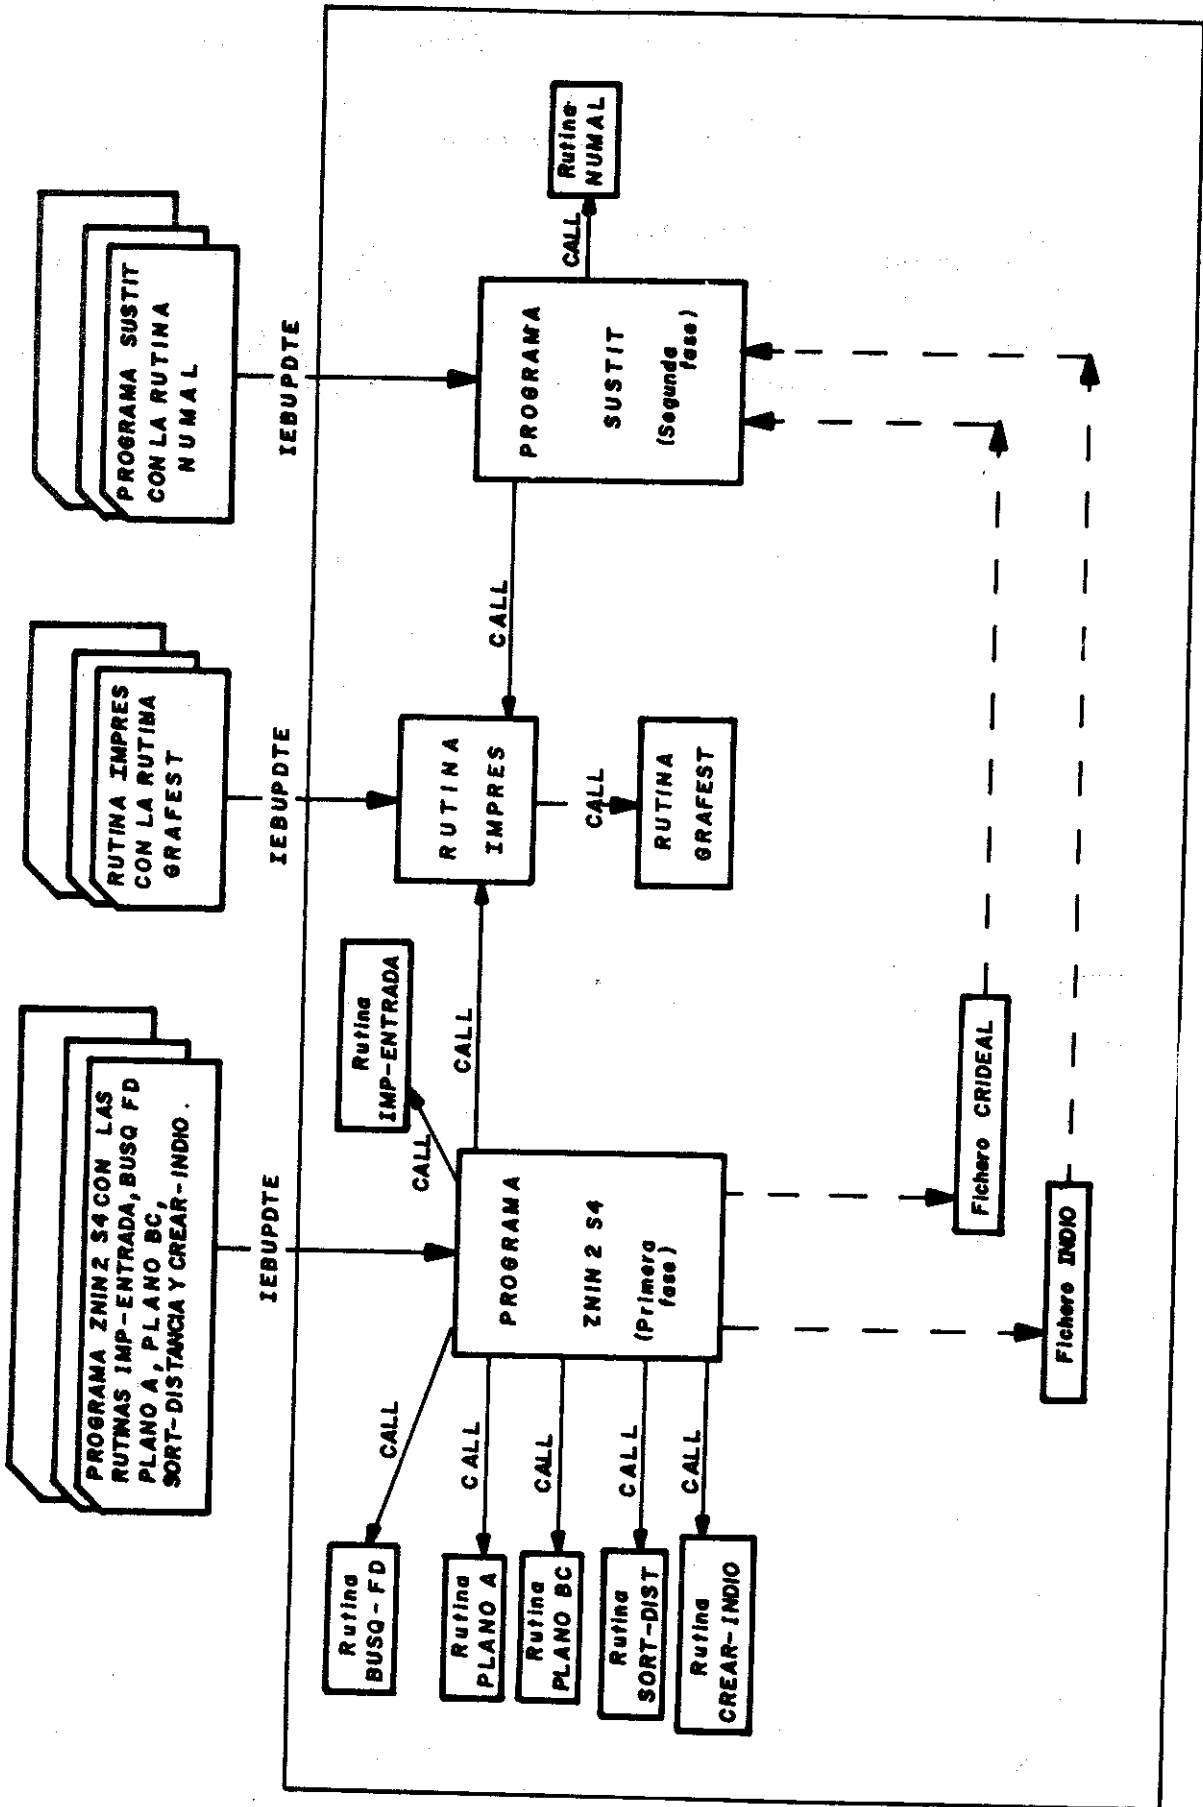 PROGRAMA ZNIN2 S4 CON LAS
RUTINAS IMP-ENTRADA, BUSQ FD
PLANO A, PLANO BC,
SORT-DISTANCIA Y CREAR-INDIO.
RUTINA IMPRES
CON LA RUTINA
GRAFEST
PROGRAMA SUSTIT
CON LA RUTINA
NUMAL
IEBUPDTE
IEBUPDTE
IEBUPDTE
Rutina
BUSQ-FD
CALL
Rutina
PLANO A
CALL
Rutina
PLANO BC
CALL
Rutina
SORT-DIST
CALL
Rutina
CREAR-INDIO
CALL
PROGRAMA
ZNIN 2 S4
(Primera
fase)
CALL
Rutina
IMP-ENTRADA
CALL
RUTINA
IMPRES
CALL
RUTINA
GRAFEST
CALL
PROGRAMA
SUSTIT
(Segunda
fase)
CALL
Rutina
NUMAL
Fichero CRIDEAL
Fichero INDIO